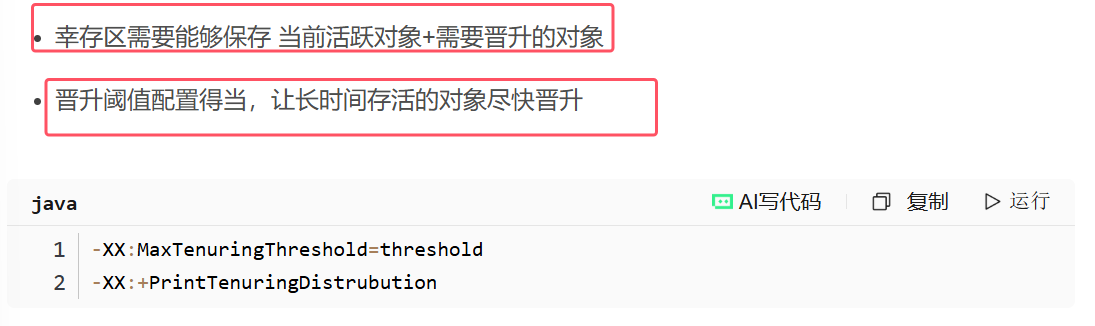 • 幸存区需要能够保存 当前活跃对象+需要晋升的对象
• 晋升阈值配置得当，让长时间存活的对象尽快晋升
java AI写代码 复制 运行
1 -XX:MaxTenuringThreshold=threshold
2 -XX:+PrintTenuringDistrubution